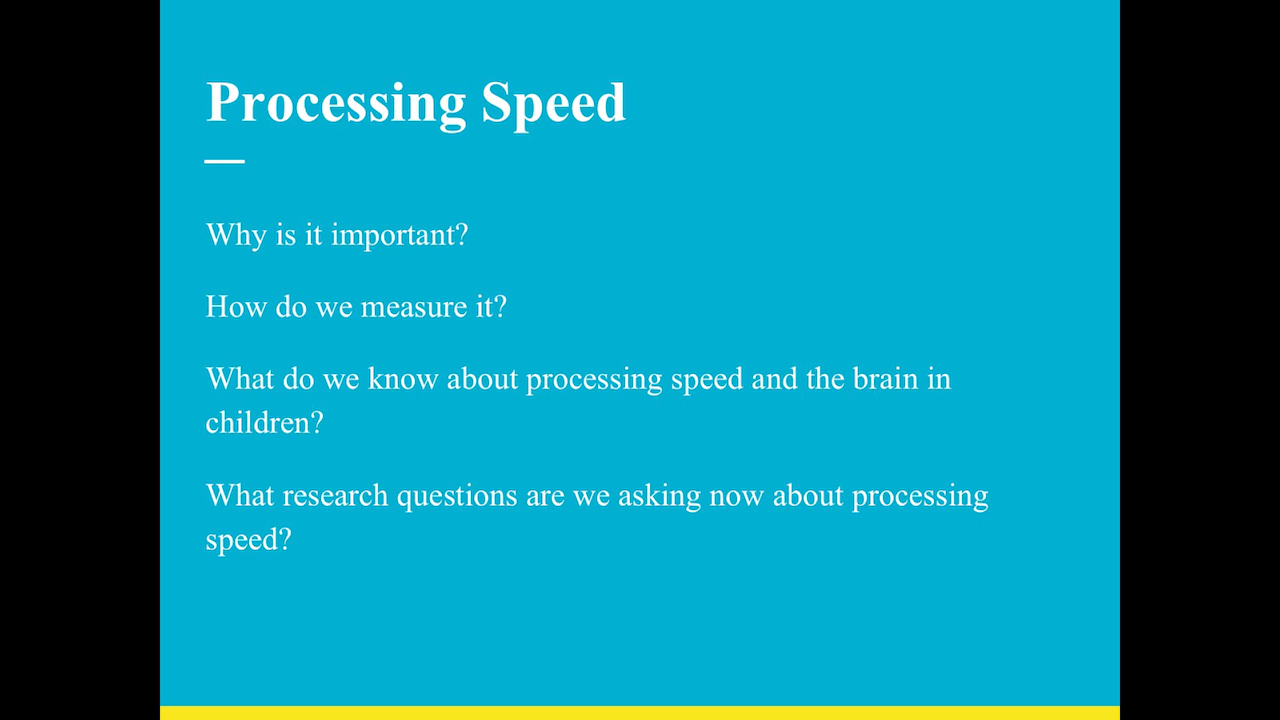 Processing Speed
Why is it important?
How do we measure it?
What do we know about processing speed and the brain in
children?
What research questions are we asking now about processing
speed?